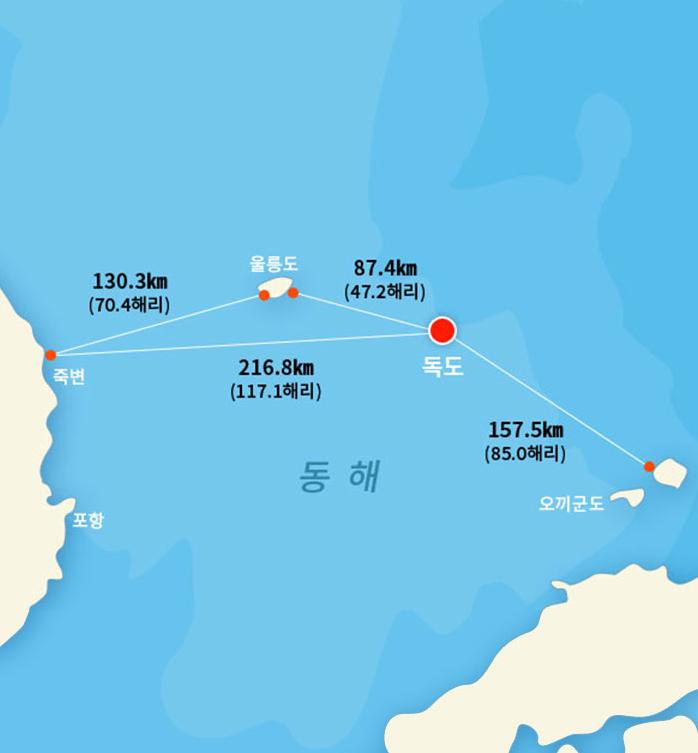 울릉도
130.3km
(70.4해리)
87.4km
(47.2해리)
죽변
216.8km
(117.1해리)
독도
157.5km
(85.0해리)
동 해
오끼군도
포항